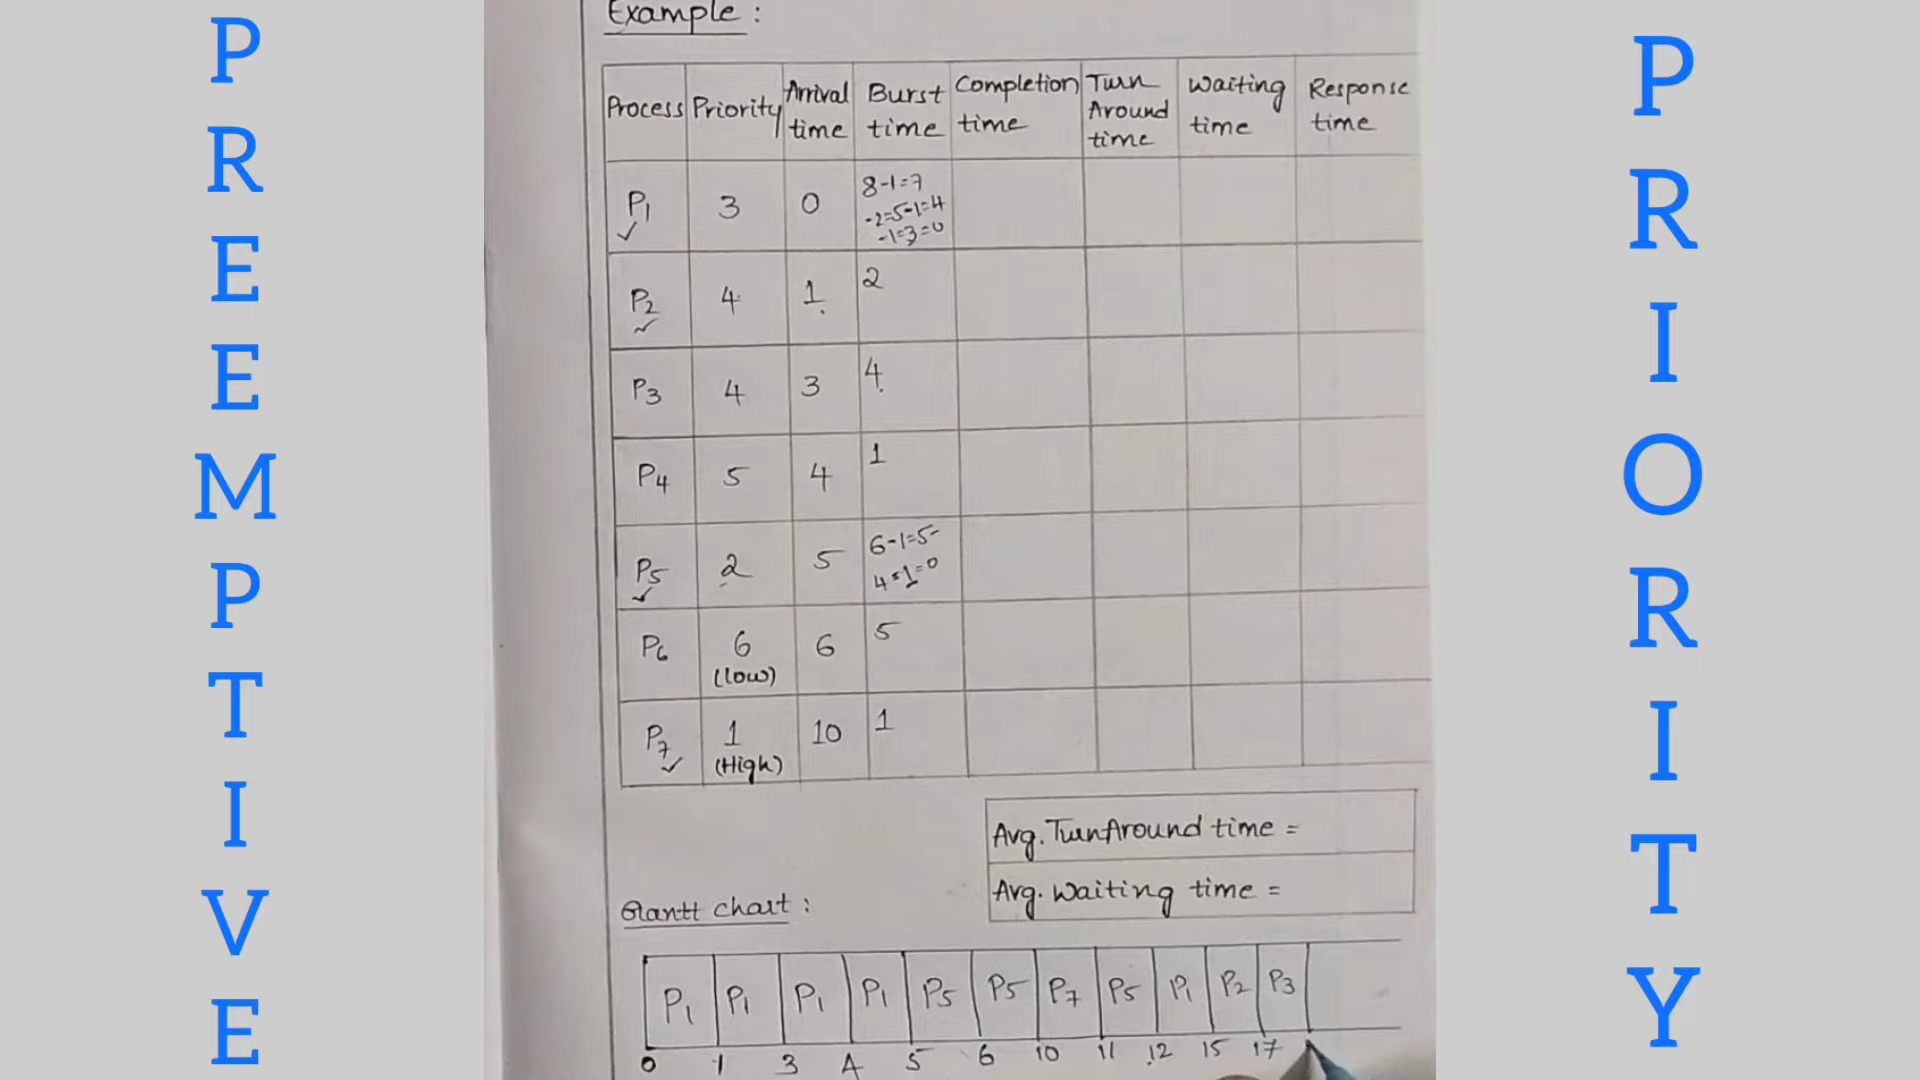 PREEMPTIVE
Example :
Process Priority Arrival time Burst time Completion time Turn Around time Waiting time Response time
P1 3 0 8-1=7
-2=5-1=4
-1=3=0
P2 4 1 2
P3 4 3 4
P4 5 4 1
P5 2 5 6-1=5-
4=1=0
P6 6 (low) 6 5
P7 1 (High) 10 1
Avg. TurnAround time =
Avg. Waiting time =
Gantt chart :
P1 P1 P1 P1 P5 P5 P7 P5 P1 P2 P3
0 1 3 4 5 6 10 11 12 15 17
PRIORITY